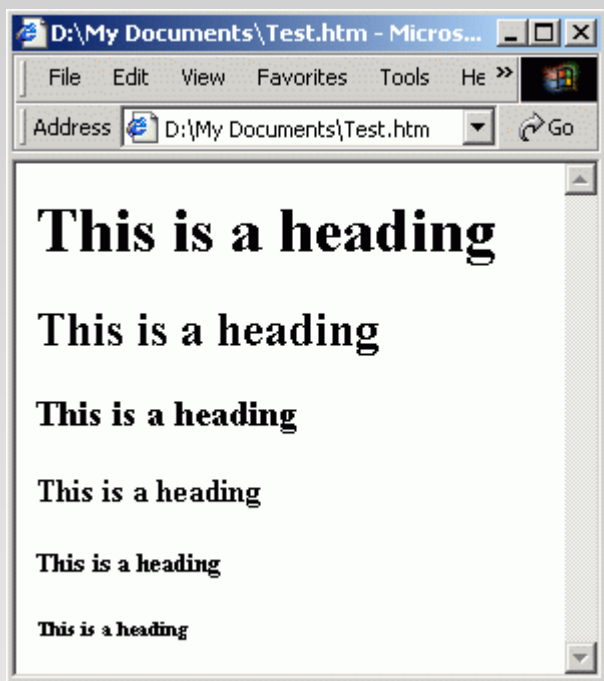 D:\My Documents\Test.htm - Micros...
File Edit View Favorites Tools He »
Address D:\My Documents\Test.htm Go
This is a heading
This is a heading
This is a heading
This is a heading
This is a heading
This is a heading